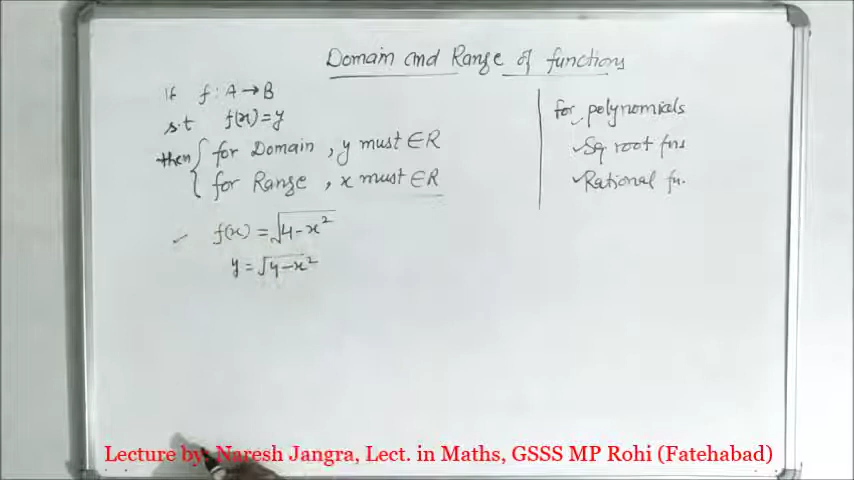 Domain and Range of functions
If f : A → B
s.t f(x) = y
then { for Domain, y must ∈ R
for Range, x must ∈ R
✓ f(x) = √4-x²
y = √4-x²
for polynomials
✓ Sq root fns
✓ Rational fn.
Lecture by: Naresh Jangra, Lect. in Maths, GSSS MP Rohi (Fatehabad)